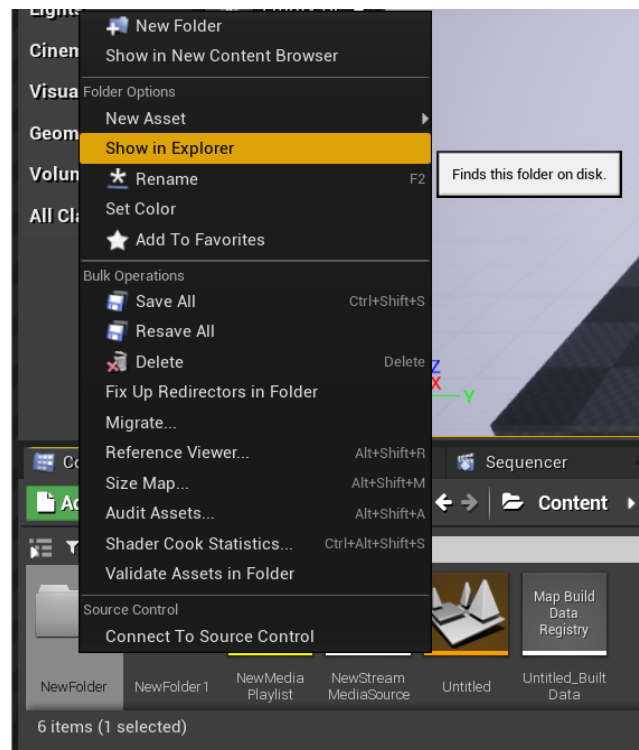 New Folder
Cinem
Show in New Content Browser
Visua
Folder Options
New Asset
Geom
Show in Explorer
Volun
Rename F2
Finds this folder on disk.
Set Color
All Cla
Add To Favorites
Bulk Operations
Save All Ctrl+Shift+S
Resave All
Delete Delete
Z
Fix Up Redirectors in Folder
X
Y
Migrate...
Reference Viewer... Alt+Shift+R
Co
Sequencer
Size Map... Alt+Shift+M
Ad
Content
Audit Assets... Alt+Shift+A
Shader Cook Statistics... Ctrl+Alt+Shift+S
Validate Assets in Folder
Source Control
Connect To Source Control
Map Build
Data
Registry
NewFolder
NewFolder1
NewMedia
Playlist
NewStream
MediaSource
Untitled
Untitled_Built
Data
6 items (1 selected)